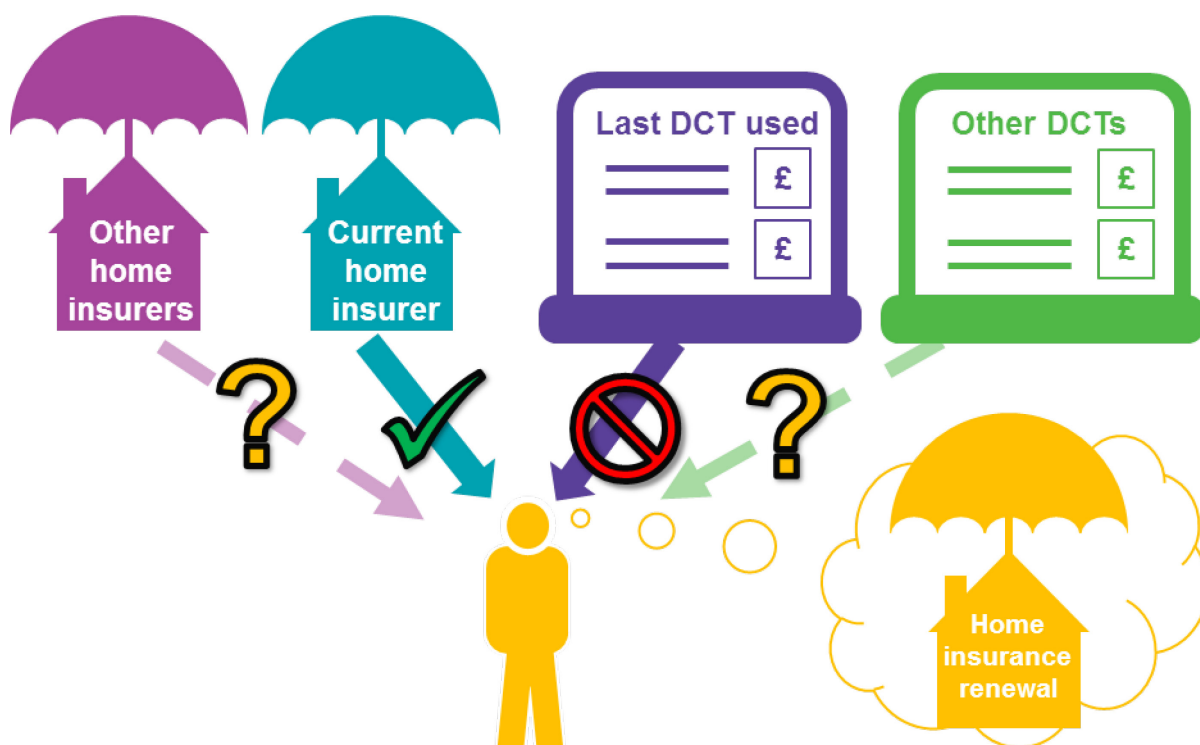 Other
home
insurers
Current
home
insurer
Last DCT used
£
£
Other DCTs
£
£
?
?
Home
insurance
renewal